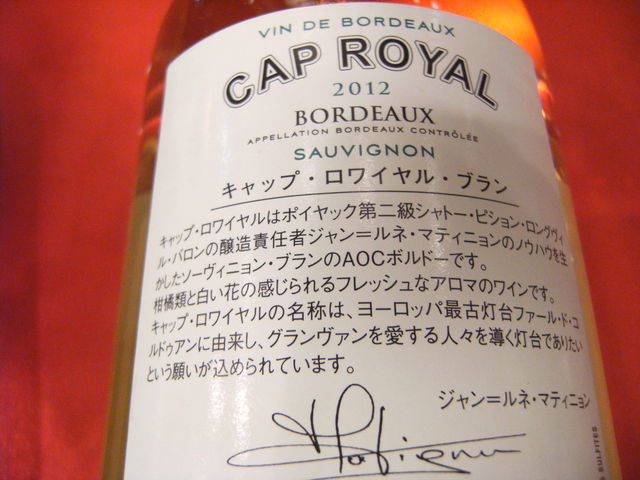 VIN DE BORDEAUX
CAP ROYAL
2012
BORDEAUX
APPELLATION BORDEAUX CONTRÔLÉE
SAUVIGNON
キャップ・ロワイヤル・ブラン
キャップ・ロワイヤルはポイヤック第二級シャトー・ピション・ロングヴィ
ル・バロンの醸造責任者ジャン=ルネ・マティニョンのノウハウを生
かしたソーヴィニョン・ブランのAOCボルドーです。
柑橘類と白い花の感じられるフレッシュなアロマのワインです。
キャップ・ロワイヤルの名称は、ヨーロッパ最古灯台ファール・ド・コ
ルドゥアンに由来し、グランヴァンを愛する人々を導く灯台でありたい
という願いが込められています。
ジャン=ルネ・マティニョン
SULFITES